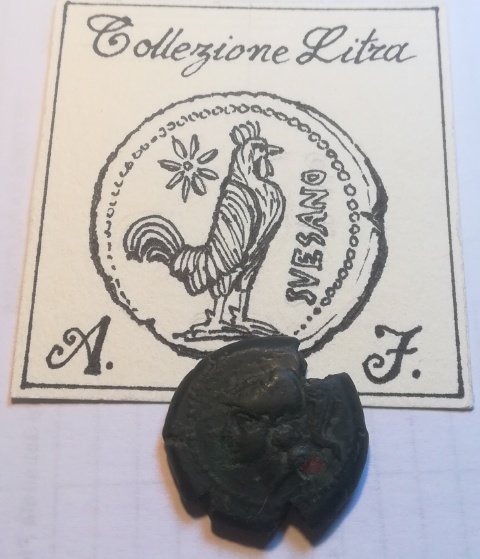 Collezione Litra
SVESANO
A. F.